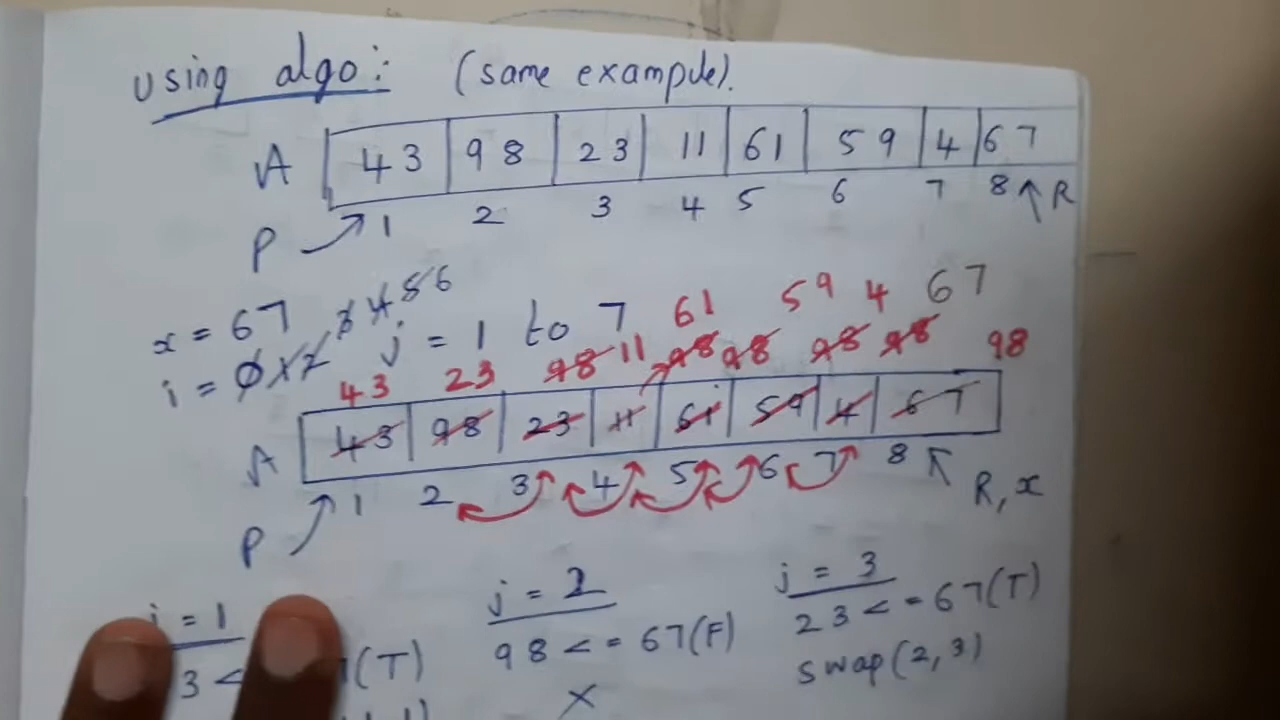 using algo: (same example).
A 43 98 23 11 61 59 4 67
P 1 2 3 4 5 6 7 8 R
x = 67 3 4 5 6
i = 0 1 2 j = 1 to 7 61 59 4 67
43 23 98 11 98 98 98 98 98
A 43 98 23 11 61 59 4 67
P 1 2 3 4 5 6 7 8 R, x
j = 1 j = 2 j = 3
3 < (T) 98 <= 67(F) 23 <= 67(T)
X swap(2, 3)